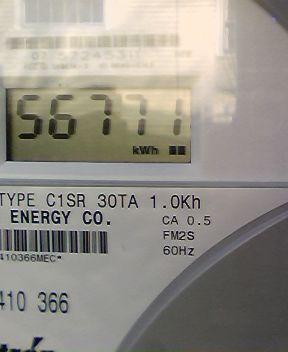 56771
kWh
TYPE C1SR 30TA 1.0Kh
ENERGY CO.
CA 0.5
FM2S
60Hz
410366MEC*
410 366